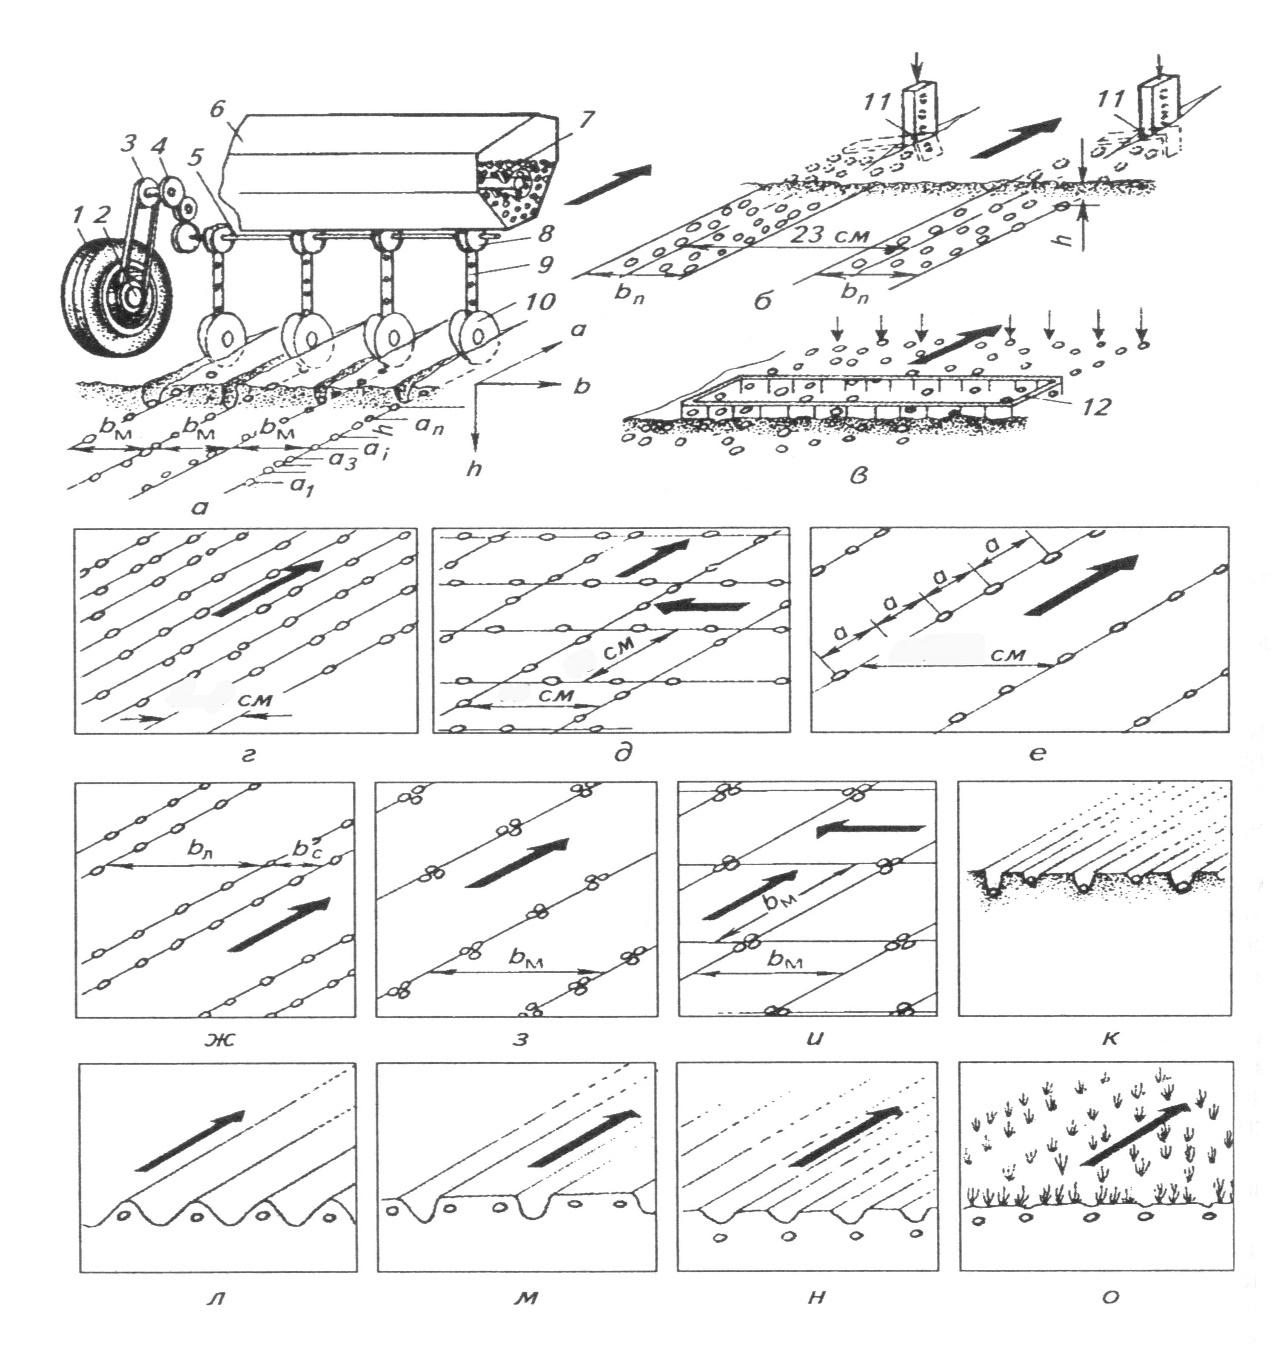 6
7
3
4
5
1
2
8
9
10
a
b
h
bм
bм
bм
h
aп
ai
a3
a1
а
11
11
23 см
h
bп
bп
б
12
в
см
г
см
см
д
a
a
a
a
см
е
bл
bс
ж
bм
з
bм
bм
и
к
л
м
н
о